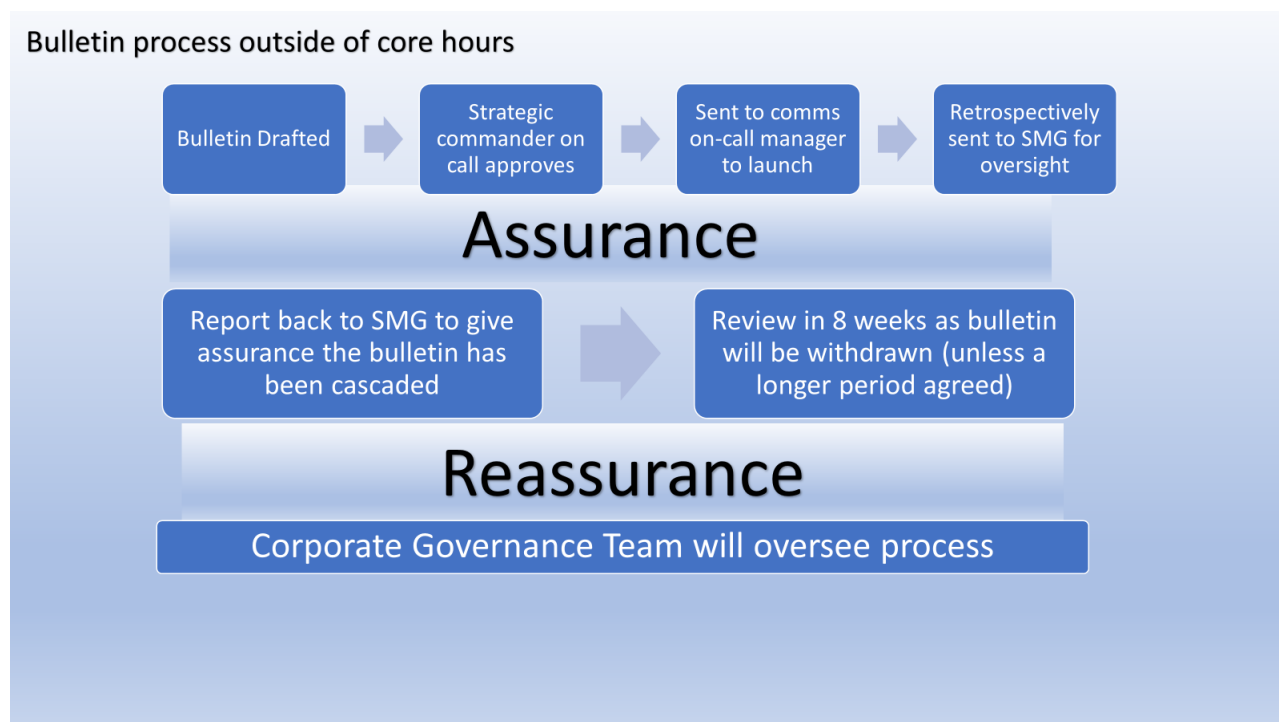 Bulletin process outside of core hours
Bulletin Drafted
Strategic
commander on
call approves
Sent to comms
on-call manager
to launch
Retrospectively
sent to SMG for
oversight
Assurance
Report back to SMG to give
assurance the bulletin has
been cascaded
Review in 8 weeks as bulletin
will be withdrawn (unless a
longer period agreed)
Reassurance
Corporate Governance Team will oversee process